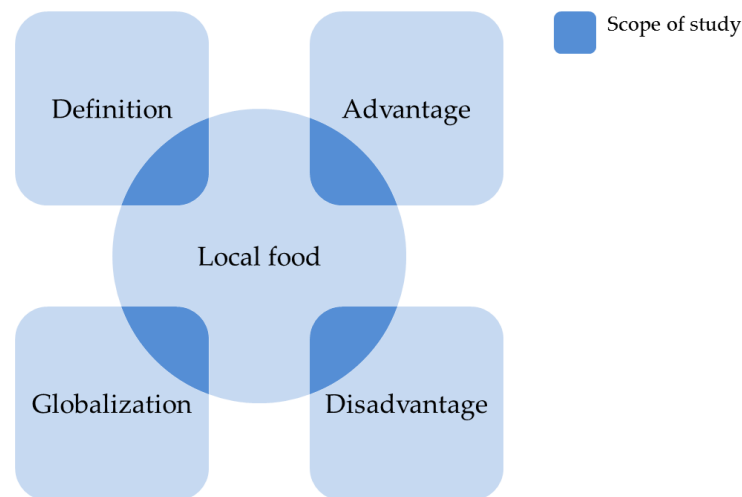 Scope of study
Definition
Advantage
Local food
Globalization
Disadvantage